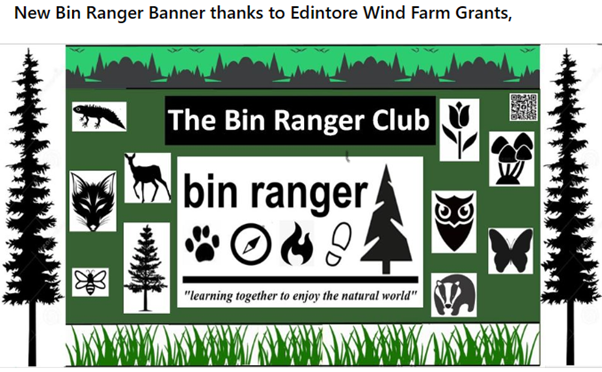 New Bin Ranger Banner thanks to Edintore Wind Farm Grants,
The Bin Ranger Club
bin ranger
"learning together to enjoy the natural world"